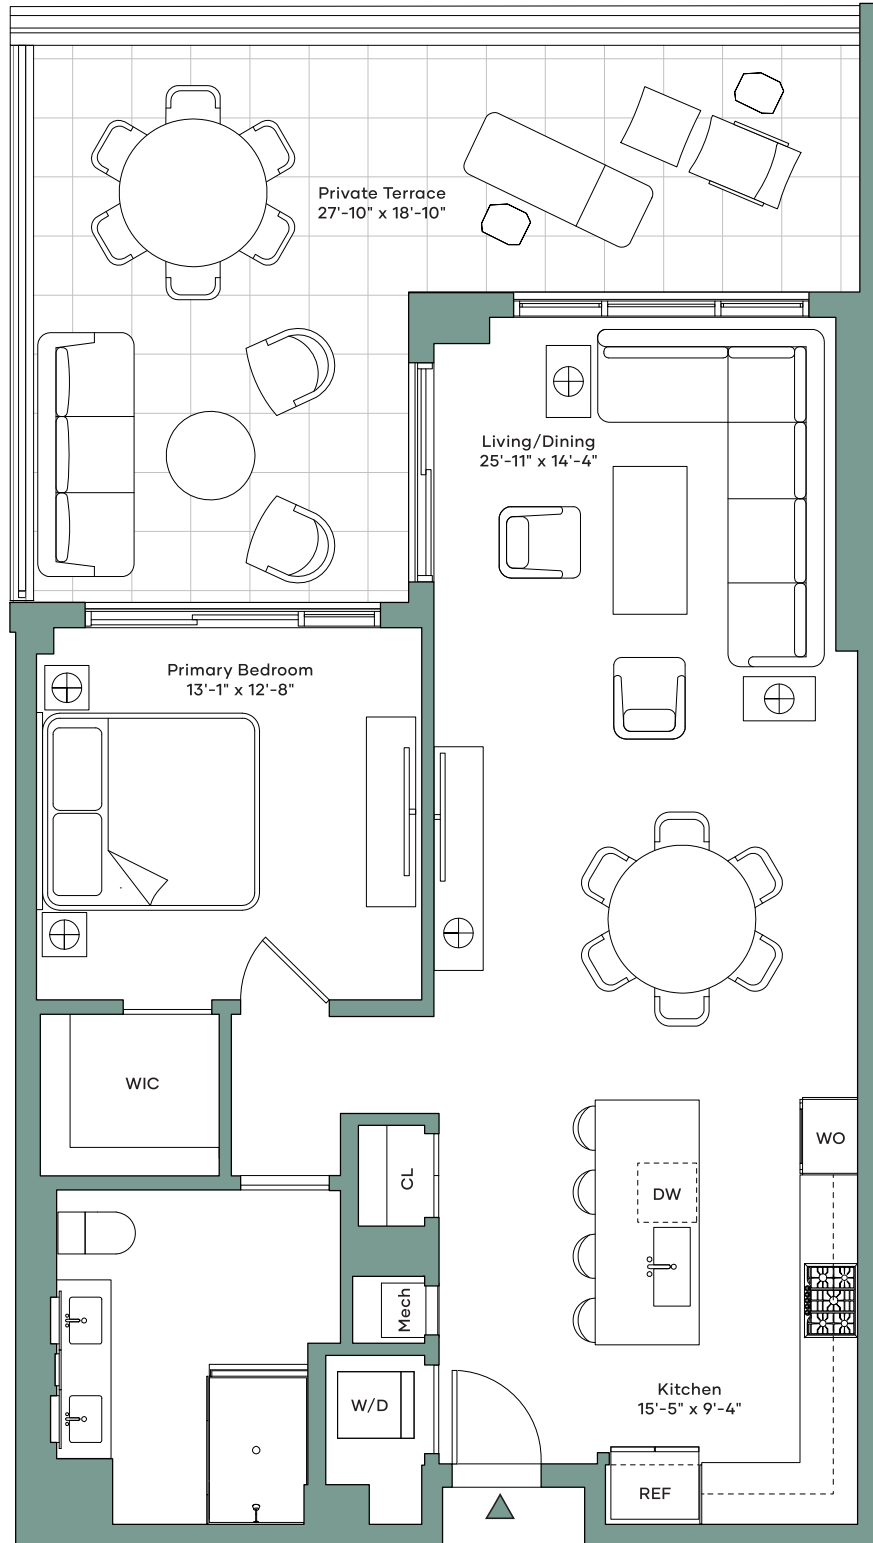 Private Terrace
27'-10" x 18'-10"
Living/Dining
25'-11" x 14'-4"
Primary Bedroom
13'-1" x 12'-8"
WIC
WO
CL
DW
Mech
Kitchen
15'-5" x 9'-4"
W/D
REF